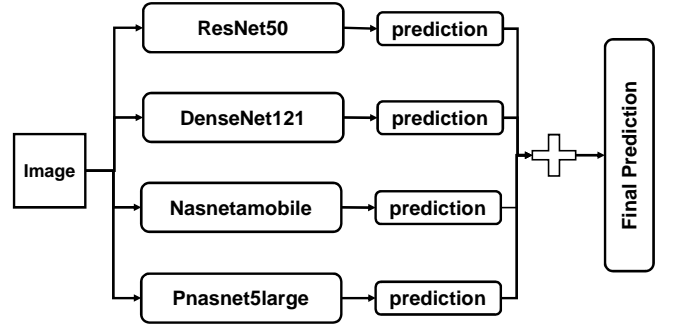 ResNet50
prediction
DenseNet121
prediction
Image
Nasnetamobile
prediction
Pnasnet5large
prediction
Final Prediction